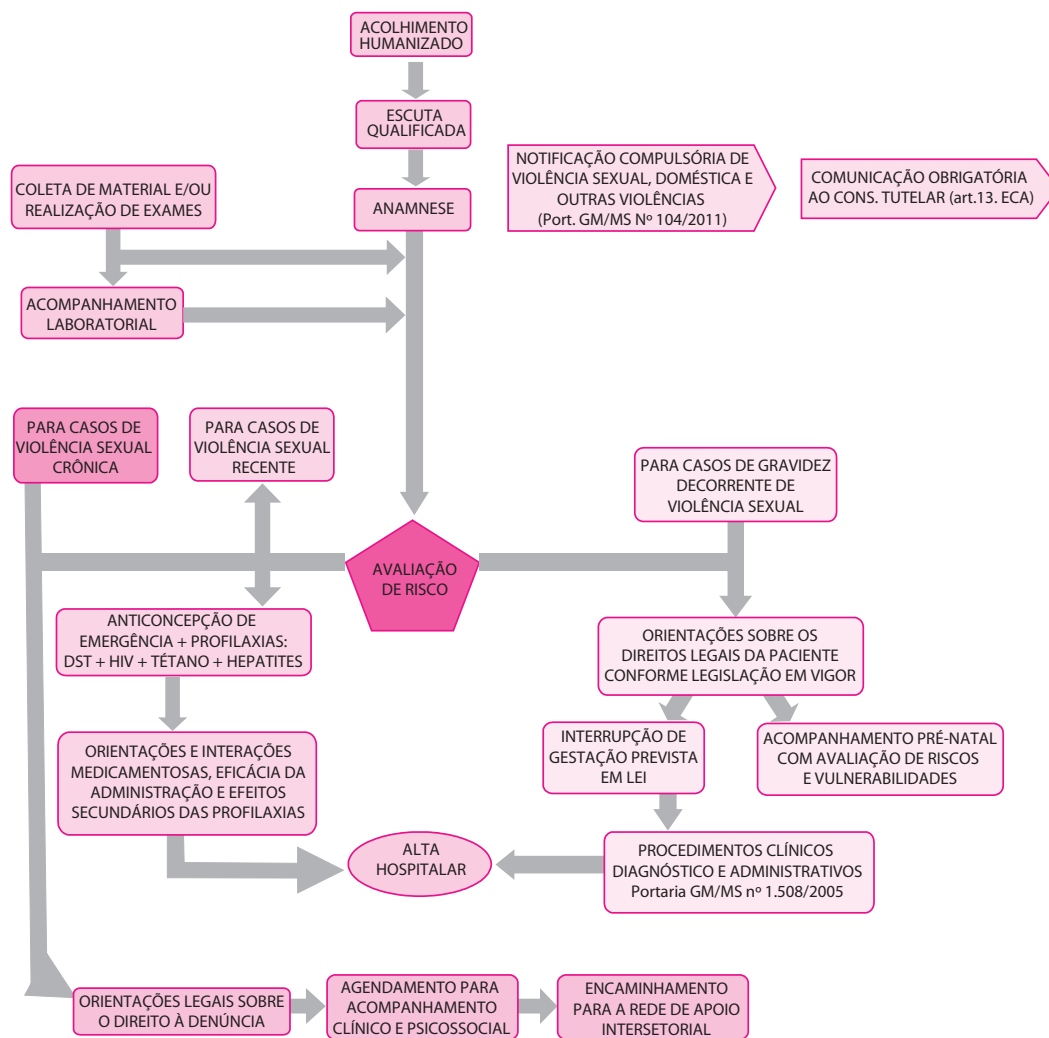 ACOLHIMENTO
HUMANIZADO
ESCUTA
QUALIFICADA
NOTIFICAÇÃO COMPULSÓRIA DE
VIOLÊNCIA SEXUAL, DOMÉSTICA E
OUTRAS VIOLÊNCIAS
(Port. GM/MS Nº 104/2011)
COMUNICAÇÃO OBRIGATÓRIA
AO CONS. TUTELAR (art.13. ECA)
COLETA DE MATERIAL E/OU
REALIZAÇÃO DE EXAMES
ANAMNESE
ACOMPANHAMENTO
LABORATORIAL
PARA CASOS DE
VIOLÊNCIA SEXUAL
CRÔNICA
PARA CASOS DE
VIOLÊNCIA SEXUAL
RECENTE
PARA CASOS DE GRAVIDEZ
DECORRENTE DE
VIOLÊNCIA SEXUAL
AVALIAÇÃO
DE RISCO
ANTICONCEPÇÃO DE
EMERGÊNCIA + PROFILAXIAS:
DST + HIV + TÉTANO + HEPATITES
ORIENTAÇÕES SOBRE OS
DIREITOS LEGAIS DA PACIENTE
CONFORME LEGISLAÇÃO EM VIGOR
ORIENTAÇÕES E INTERAÇÕES
MEDICAMENTOSAS, EFICÁCIA DA
ADMINISTRAÇÃO E EFEITOS
SECUNDÁRIOS DAS PROFILAXIAS
INTERRUPÇÃO DE
GESTAÇÃO PREVISTA
EM LEI
ACOMPANHAMENTO PRÉ-NATAL
COM AVALIAÇÃO DE RISCOS
E VULNERABILIDADES
ALTA
HOSPITALAR
PROCEDIMENTOS CLÍNICOS
DIAGNÓSTICO E ADMINISTRATIVOS
Portaria GM/MS nº 1.508/2005
ORIENTAÇÕES LEGAIS SOBRE
O DIREITO À DENÚNCIA
AGENDAMENTO PARA
ACOMPANHAMENTO
CLÍNICO E PSICOSSOCIAL
ENCAMINHAMENTO
PARA A REDE DE APOIO
INTERSETORIAL